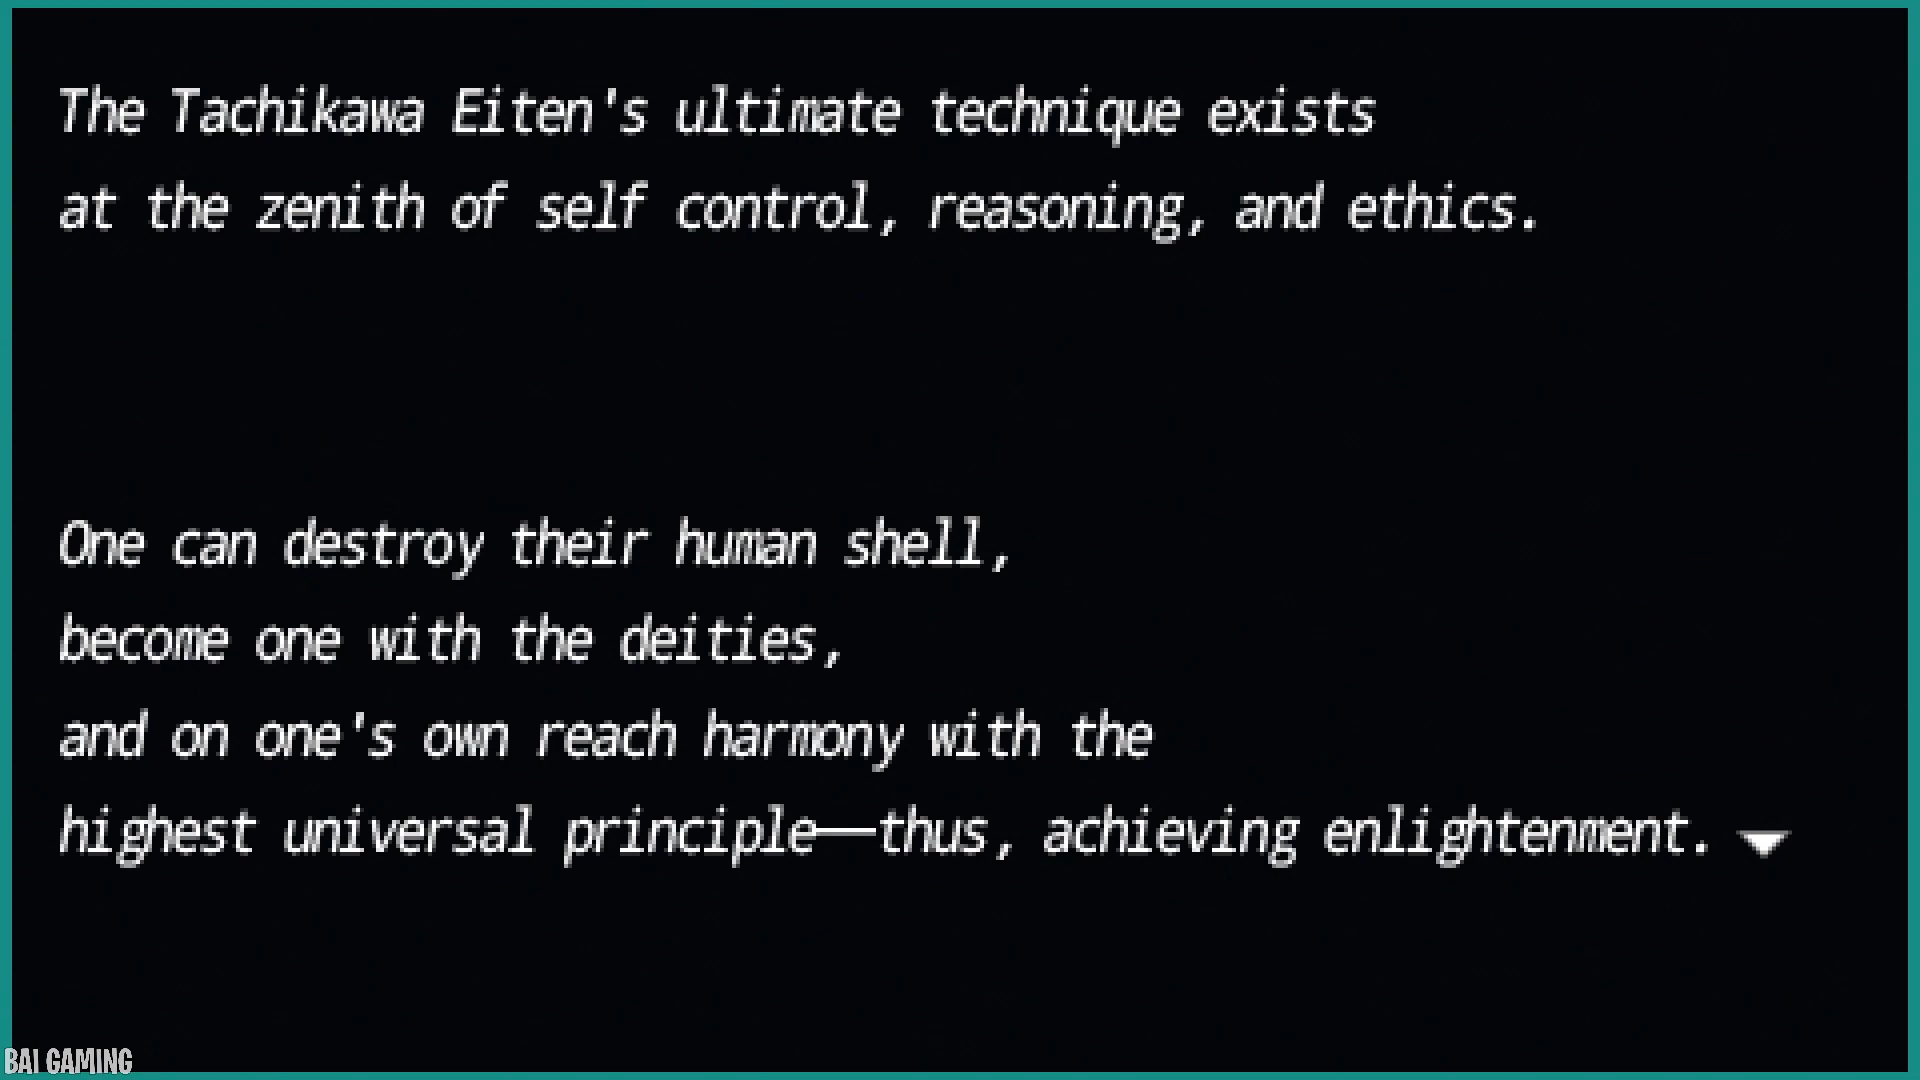 The Tachikawa Eiten's ultimate technique exists
at the zenith of self control, reasoning, and ethics.
One can destroy their human shell,
become one with the deities,
and on one's own reach harmony with the
highest universal principle——thus, achieving enlightenment.
BAI GAMING